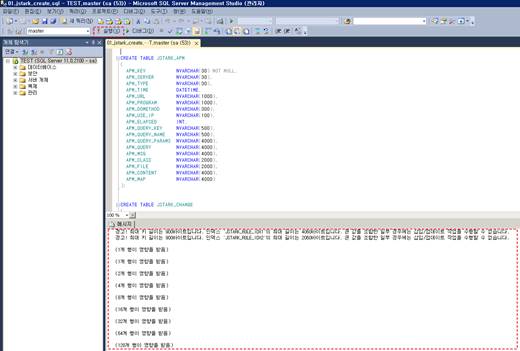 01.jstark_create_sql - TEST.master (sa (53)) - Microsoft SQL Server Management Studio (관리자)
파일(F) 편집(E) 보기(V) 쿼리(Q) 프로젝트(P) 디버그(D) 도구(T) 창(W) 도움말(H)
새 쿼리(N)
master
실행(X)
디버그(D)
개체 탐색기
연결
TEST (SQL Server 11.0.2100 - sa)
데이터베이스
보안
서버 개체
복제
관리
01.jstark_create,...T.master (sa (53))
CREATE TABLE JSTARK_APM
(
APM_KEY NVARCHAR(30) NOT NULL,
APM_SERVER NVARCHAR(30),
APM_TYPE NVARCHAR(30),
APM_TIME DATETIME,
APM_URL NVARCHAR(1000),
APM_PROGRAM NVARCHAR(1000),
APM_DOMETHOD NVARCHAR(300),
APM_USE_IP NVARCHAR(100),
APM_ELAPSED INT,
APM_QUERY_KEY NVARCHAR(500),
APM_QUERY_NAME NVARCHAR(500),
APM_QUERY_PARAMS NVARCHAR(4000),
APM_QUERY NVARCHAR(4000),
APM_MSG NVARCHAR(4000),
APM_CLASS NVARCHAR(2000),
APM_FILE NVARCHAR(2000),
APM_CONTENT NVARCHAR(4000),
APM_MAP NVARCHAR(4000)
);
CREATE TABLE JSTARK_CHANGE
100 %
메시지
경고! 최대 키 길이는 900바이트입니다. 인덱스 'JSTARK_RULE_IDX1'의 최대 길이는 4060바이트입니다. 큰 값을 조합한 일부 경우에는 삽입/업데이트 작업을 수행할 수 없습니다.
경고! 최대 키 길이는 900바이트입니다. 인덱스 'JSTARK_RULE_IDX2'의 최대 길이는 2060바이트입니다. 큰 값을 조합한 일부 경우에는 삽입/업데이트 작업을 수행할 수 없습니다.
(1개 행이 영향을 받음)
(1개 행이 영향을 받음)
(2개 행이 영향을 받음)
(4개 행이 영향을 받음)
(8개 행이 영향을 받음)
(16개 행이 영향을 받음)
(32개 행이 영향을 받음)
(64개 행이 영향을 받음)
(128개 행이 영향을 받음)